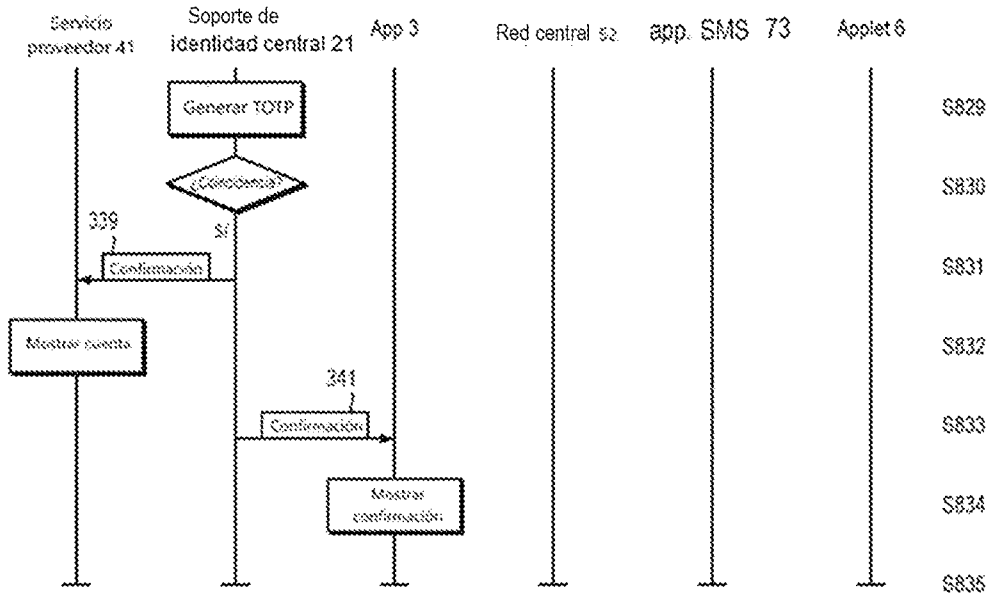 Servicio
proveedor 41
Soporte de
identidad central 21
App 3
Red central 52
app. SMS 73
Applet 6
Generar TOTP
S829
¿Coincidencia?
S830
339
Sí
Confirmación
S831
Mostrar cuenta
S832
341
Confirmación
S833
Mostrar
confirmación
S834
S835